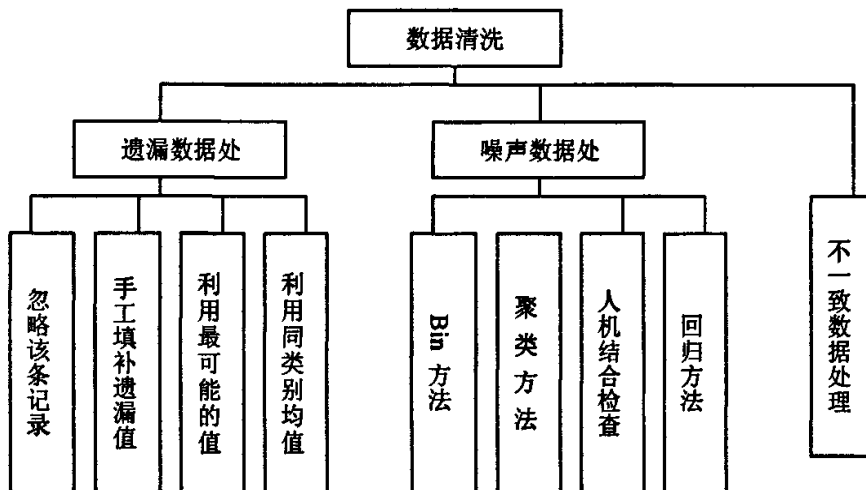 数据清洗
遗漏数据处
噪声数据处
忽略该条记录
手工填补遗漏值
利用最可能的值
利用同类别均值
Bin 方法
聚类方法
人机结合检查
回归方法
不一致数据处理